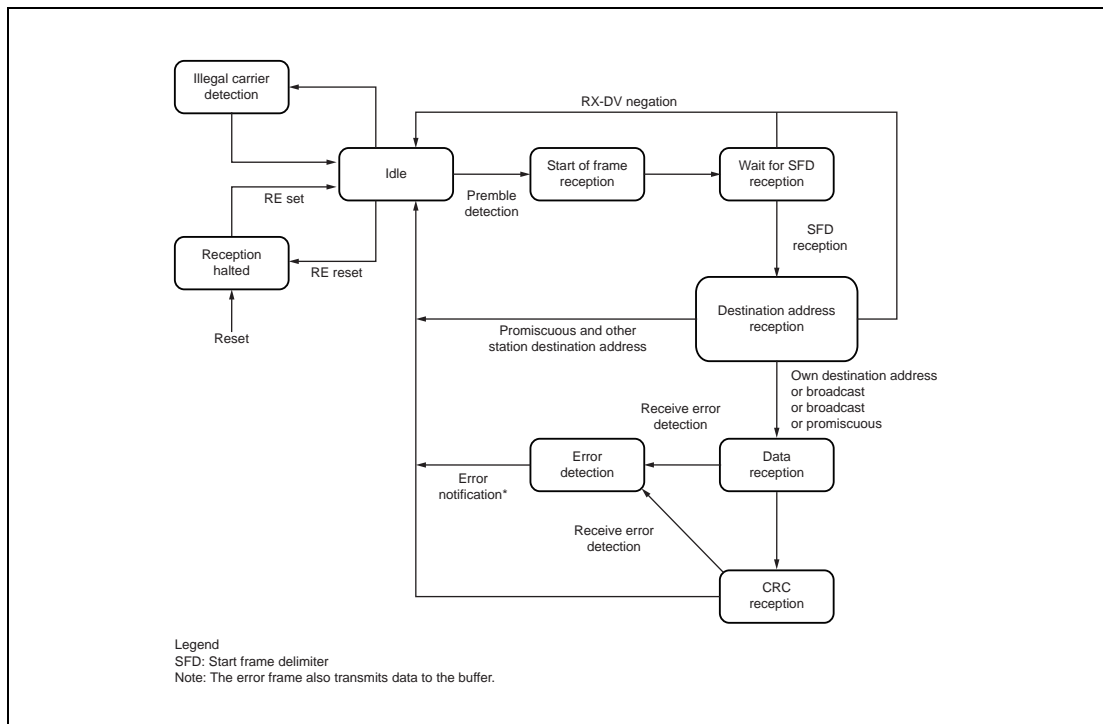 Illegal carrier
detection
RX-DV negation
Idle
Start of frame
reception
Wait for SFD
reception
Premble
detection
RE set
SFD
reception
Reception
halted
RE reset
Reset
Destination address
reception
Promiscuous and other
station destination address
Own destination address
or broadcast
or broadcast
or promiscuous
Receive error
detection
Error
detection
Data
reception
Error
notification*
Receive error
detection
CRC
reception
Legend
SFD: Start frame delimiter
Note: The error frame also transmits data to the buffer.